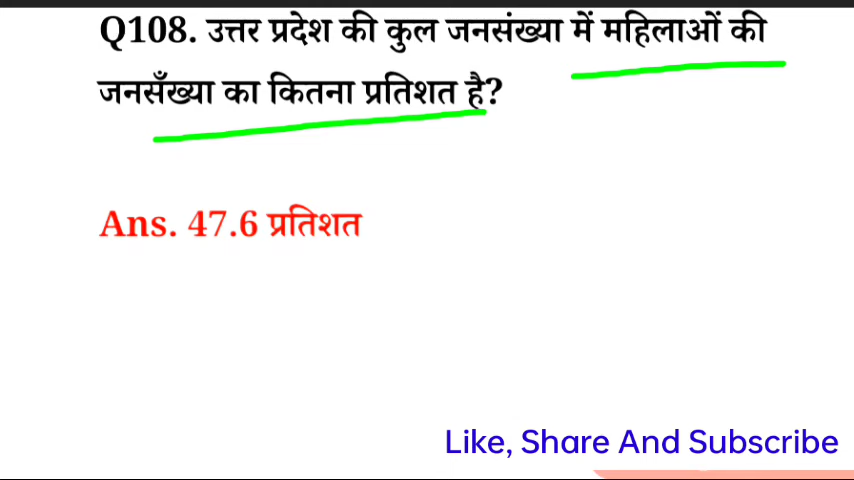 Q108. उत्तर प्रदेश की कुल जनसंख्या में महिलाओं की
जनसँख्या का कितना प्रतिशत है?
Ans. 47.6 प्रतिशत
Like, Share And Subscribe